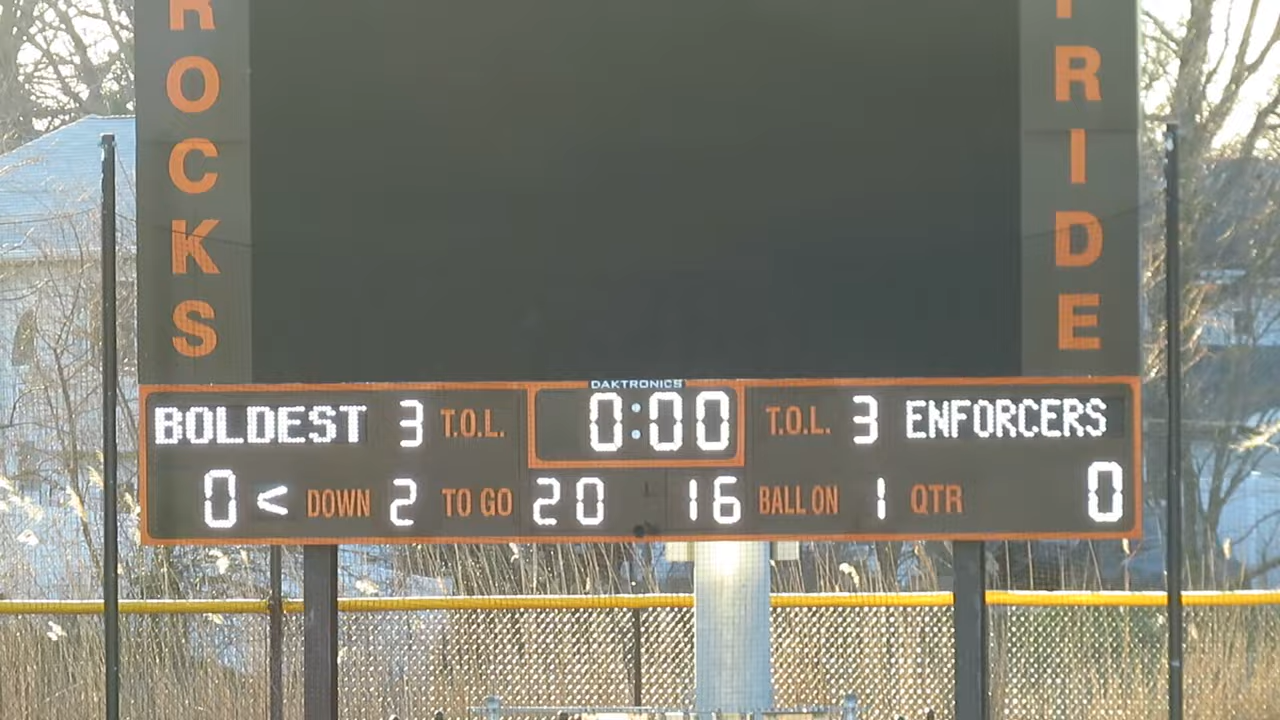 ROCKS
RIDE
DAKTRONICS
BOLDEST 3 T.O.L. 0:00 T.O.L. 3 ENFORCERS
0 < DOWN 2 TO GO 20 16 BALL ON 1 QTR 0